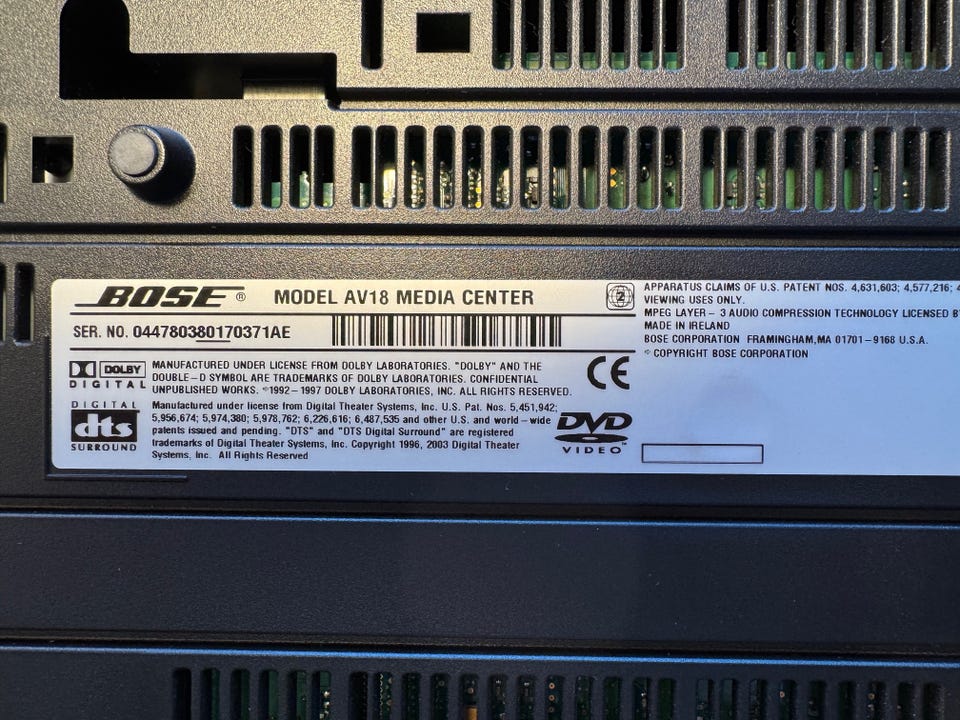 BOSE ® MODEL AV18 MEDIA CENTER
SER. NO. 044780380170371AE
DOLBY
DIGITAL
MANUFACTURED UNDER LICENSE FROM DOLBY LABORATORIES. "DOLBY" AND THE
DOUBLE-D SYMBOL ARE TRADEMARKS OF DOLBY LABORATORIES. CONFIDENTIAL
UNPUBLISHED WORKS. ©1992-1997 DOLBY LABORATORIES, INC. ALL RIGHTS RESERVED.
DIGITAL
dts
SURROUND
Manufactured under license from Digital Theater Systems, Inc. U.S. Pat. Nos. 5,451,942;
5,956,674; 5,974,380; 5,978,762; 6,226,616; 6,487,535 and other U.S. and world-wide
patents issued and pending. "DTS" and "DTS Digital Surround" are registered
trademarks of Digital Theater Systems, Inc. Copyright 1996, 2003 Digital Theater
Systems, Inc. All Rights Reserved
CE
DVD
VIDEO™
2
APPARATUS CLAIMS OF U.S. PATENT NOS. 4,631,603; 4,577,216; 4
VIEWING USES ONLY.
MPEG LAYER - 3 AUDIO COMPRESSION TECHNOLOGY LICENSED BY
MADE IN IRELAND
BOSE CORPORATION FRAMINGHAM,MA 01701-9168 U.S.A.
© COPYRIGHT BOSE CORPORATION